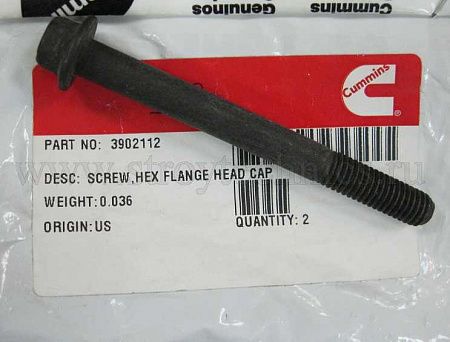 Genuine
Genuinos
Cummins
Cummins
PART NO: 3902112
DESC: SCREW,HEX FLANGE HEAD CAP
WEIGHT:0.036
QUANTITY: 2
ORIGIN:US